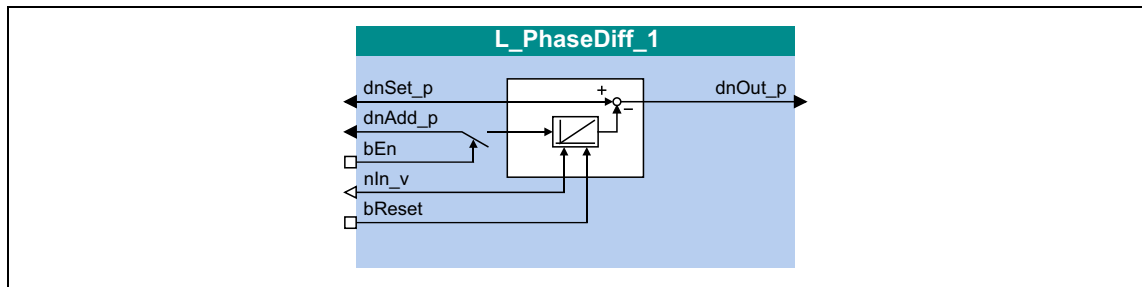 L_PhaseDiff_1
dnSet_p
dnOut_p
dnAdd_p
bEn
nIn_v
bReset
+
−